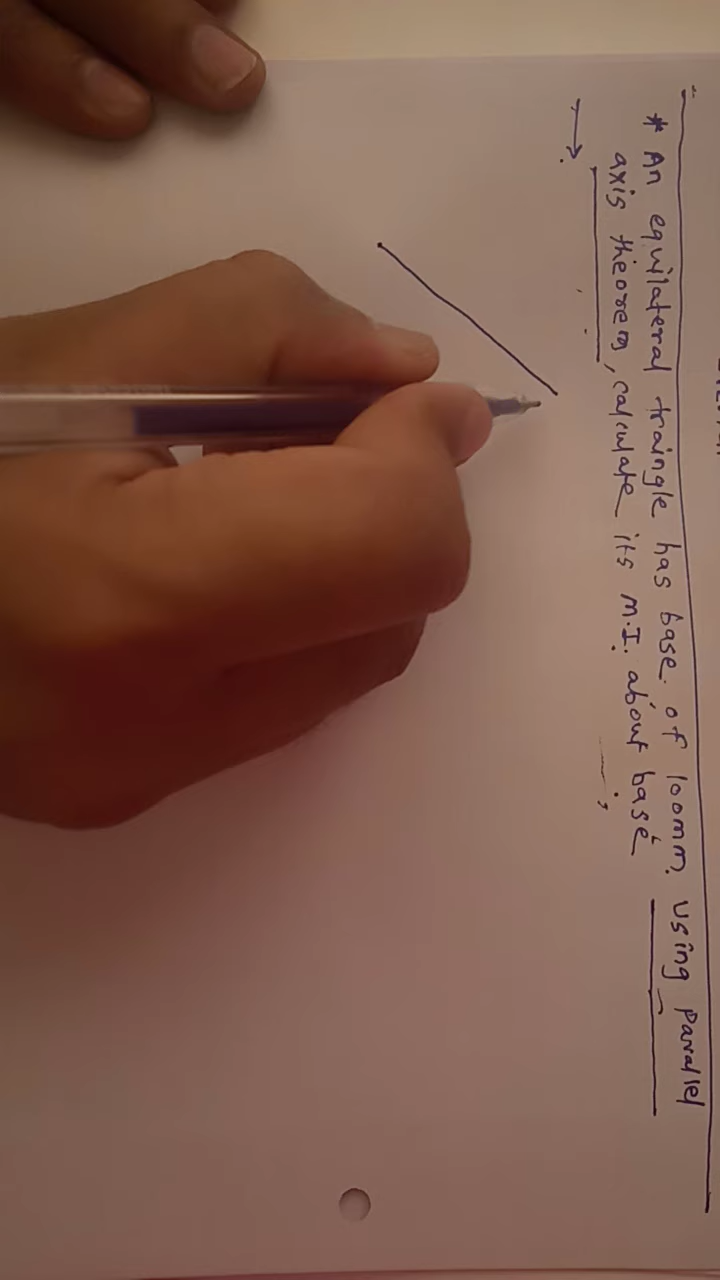 * An equilateral traingle has base of 100mm. using parallel
axis theorem, calculate its M.I. about base